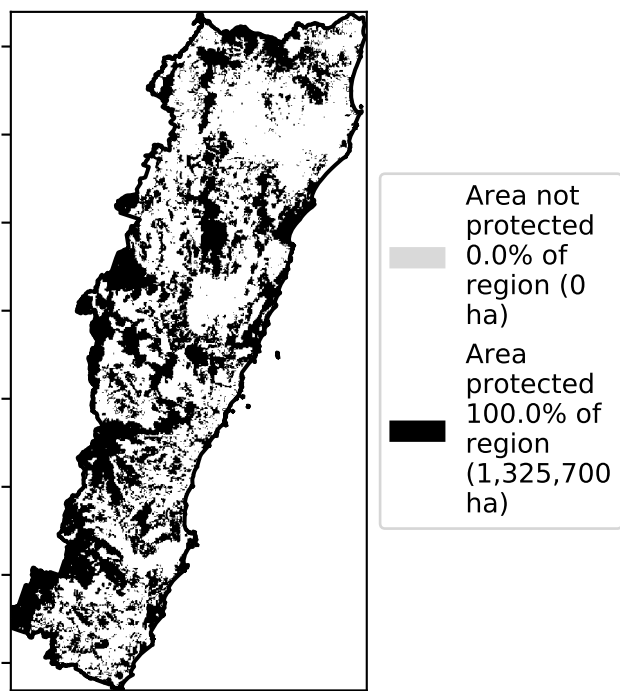 Area not
protected
0.0% of
region (0
ha)
Area
protected
100.0% of
region
(1,325,700
ha)